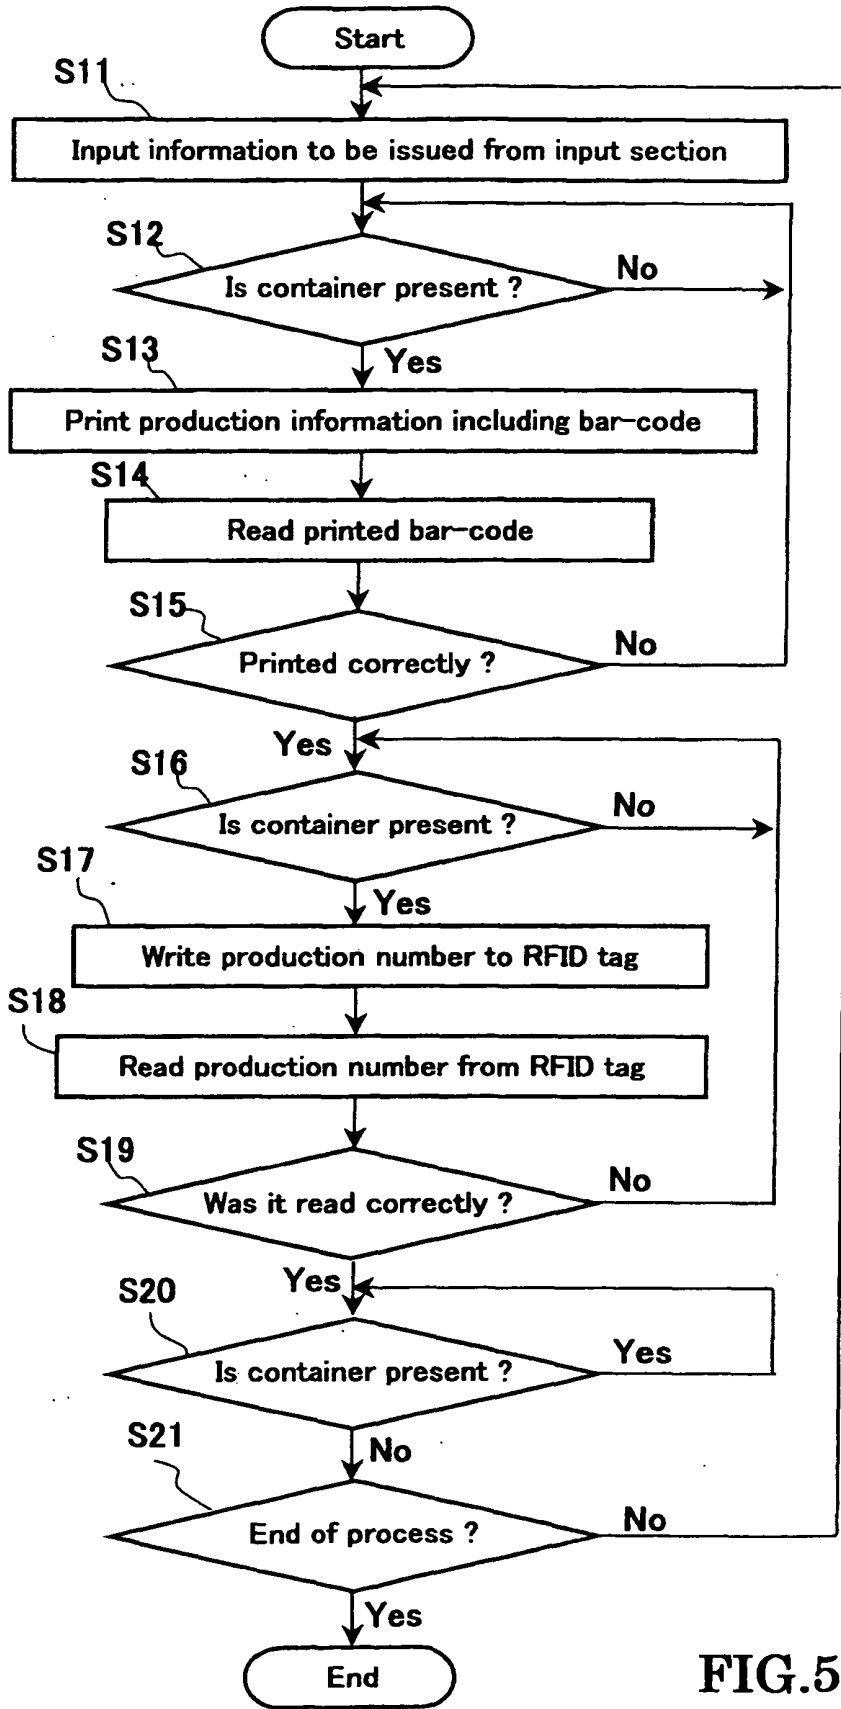 Start
S11
Input information to be issued from input section
S12
Is container present ?
No
Yes
S13
Print production information including bar-code
S14
Read printed bar-code
S15
Printed correctly ?
No
Yes
S16
Is container present ?
No
Yes
S17
Write production number to RFID tag
S18
Read production number from RFID tag
S19
Was it read correctly ?
No
Yes
S20
Is container present ?
Yes
No
S21
End of process ?
No
Yes
End
FIG.5